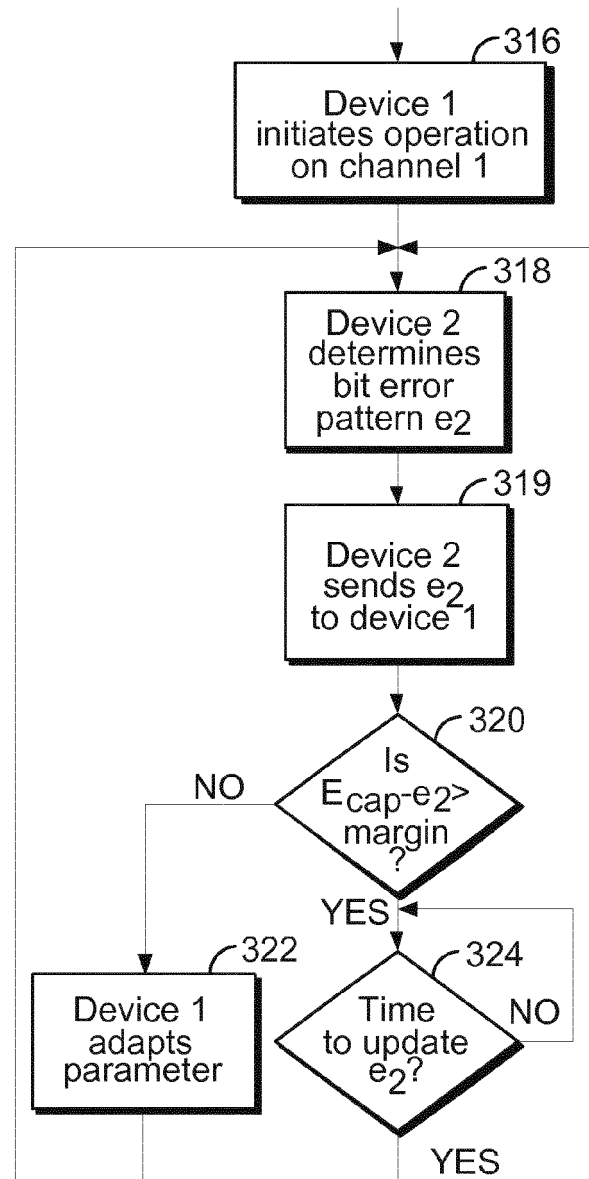 316
Device 1
initiates operation
on channel 1
318
Device 2
determines
bit error
pattern e2
319
Device 2
sends e2
to device 1
320
Is
Ecap-e2>
margin
?
NO
YES
322
Device 1
adapts
parameter
324
Time
to update
e2?
NO
YES